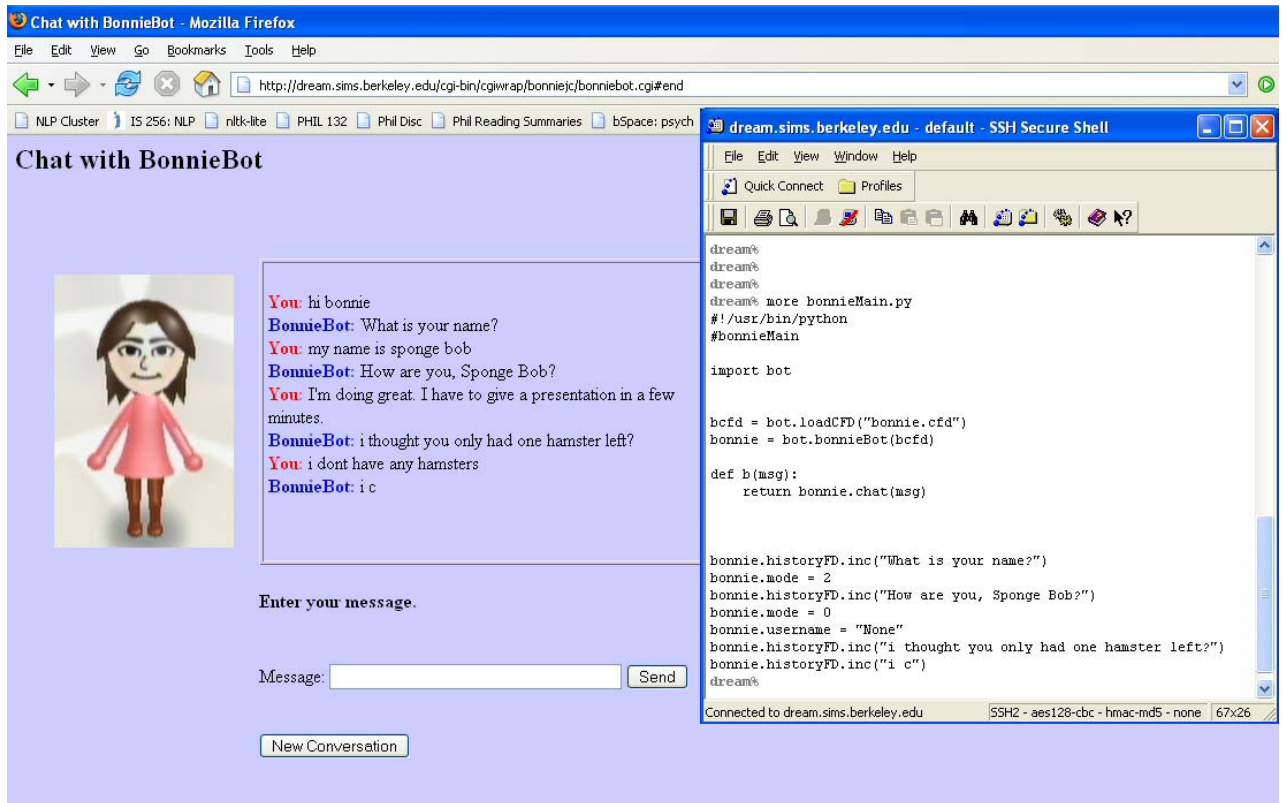 Chat with BonnieBot - Mozilla Firefox
File Edit View Go Bookmarks Tools Help
http://dream.sims.berkeley.edu/cgi-bin/cgiwrap/bonniejc/bonniebot.cgi#end
NLP Cluster IS 256: NLP nltk-lite PHIL 132 Phil Disc Phil Reading Summaries bSpace: psych
Chat with BonnieBot
You: hi bonnie
BonnieBot: What is your name?
You: my name is sponge bob
BonnieBot: How are you, Sponge Bob?
You: I'm doing great. I have to give a presentation in a few
minutes.
BonnieBot: i thought you only had one hamster left?
You: i dont have any hamsters
BonnieBot: i c
Enter your message.
Message: Send
New Conversation
dream.sims.berkeley.edu - default - SSH Secure Shell
File Edit View Window Help
Quick Connect Profiles
dream%
dream%
dream%
dream% more bonnieMain.py
#!/usr/bin/python
#bonnieMain
import bot
bcfd = bot.loadCFD("bonnie.cfd")
bonnie = bot.bonnieBot(bcfd)
def b(msg):
    return bonnie.chat(msg)
bonnie.historyFD.inc("What is your name?")
bonnie.mode = 2
bonnie.historyFD.inc("How are you, Sponge Bob?")
bonnie.mode = 0
bonnie.username = "None"
bonnie.historyFD.inc("i thought you only had one hamster left?")
bonnie.historyFD.inc("i c")
dream%
Connected to dream.sims.berkeley.edu SSH2 - aes128-cbc - hmac-md5 - none 67x26